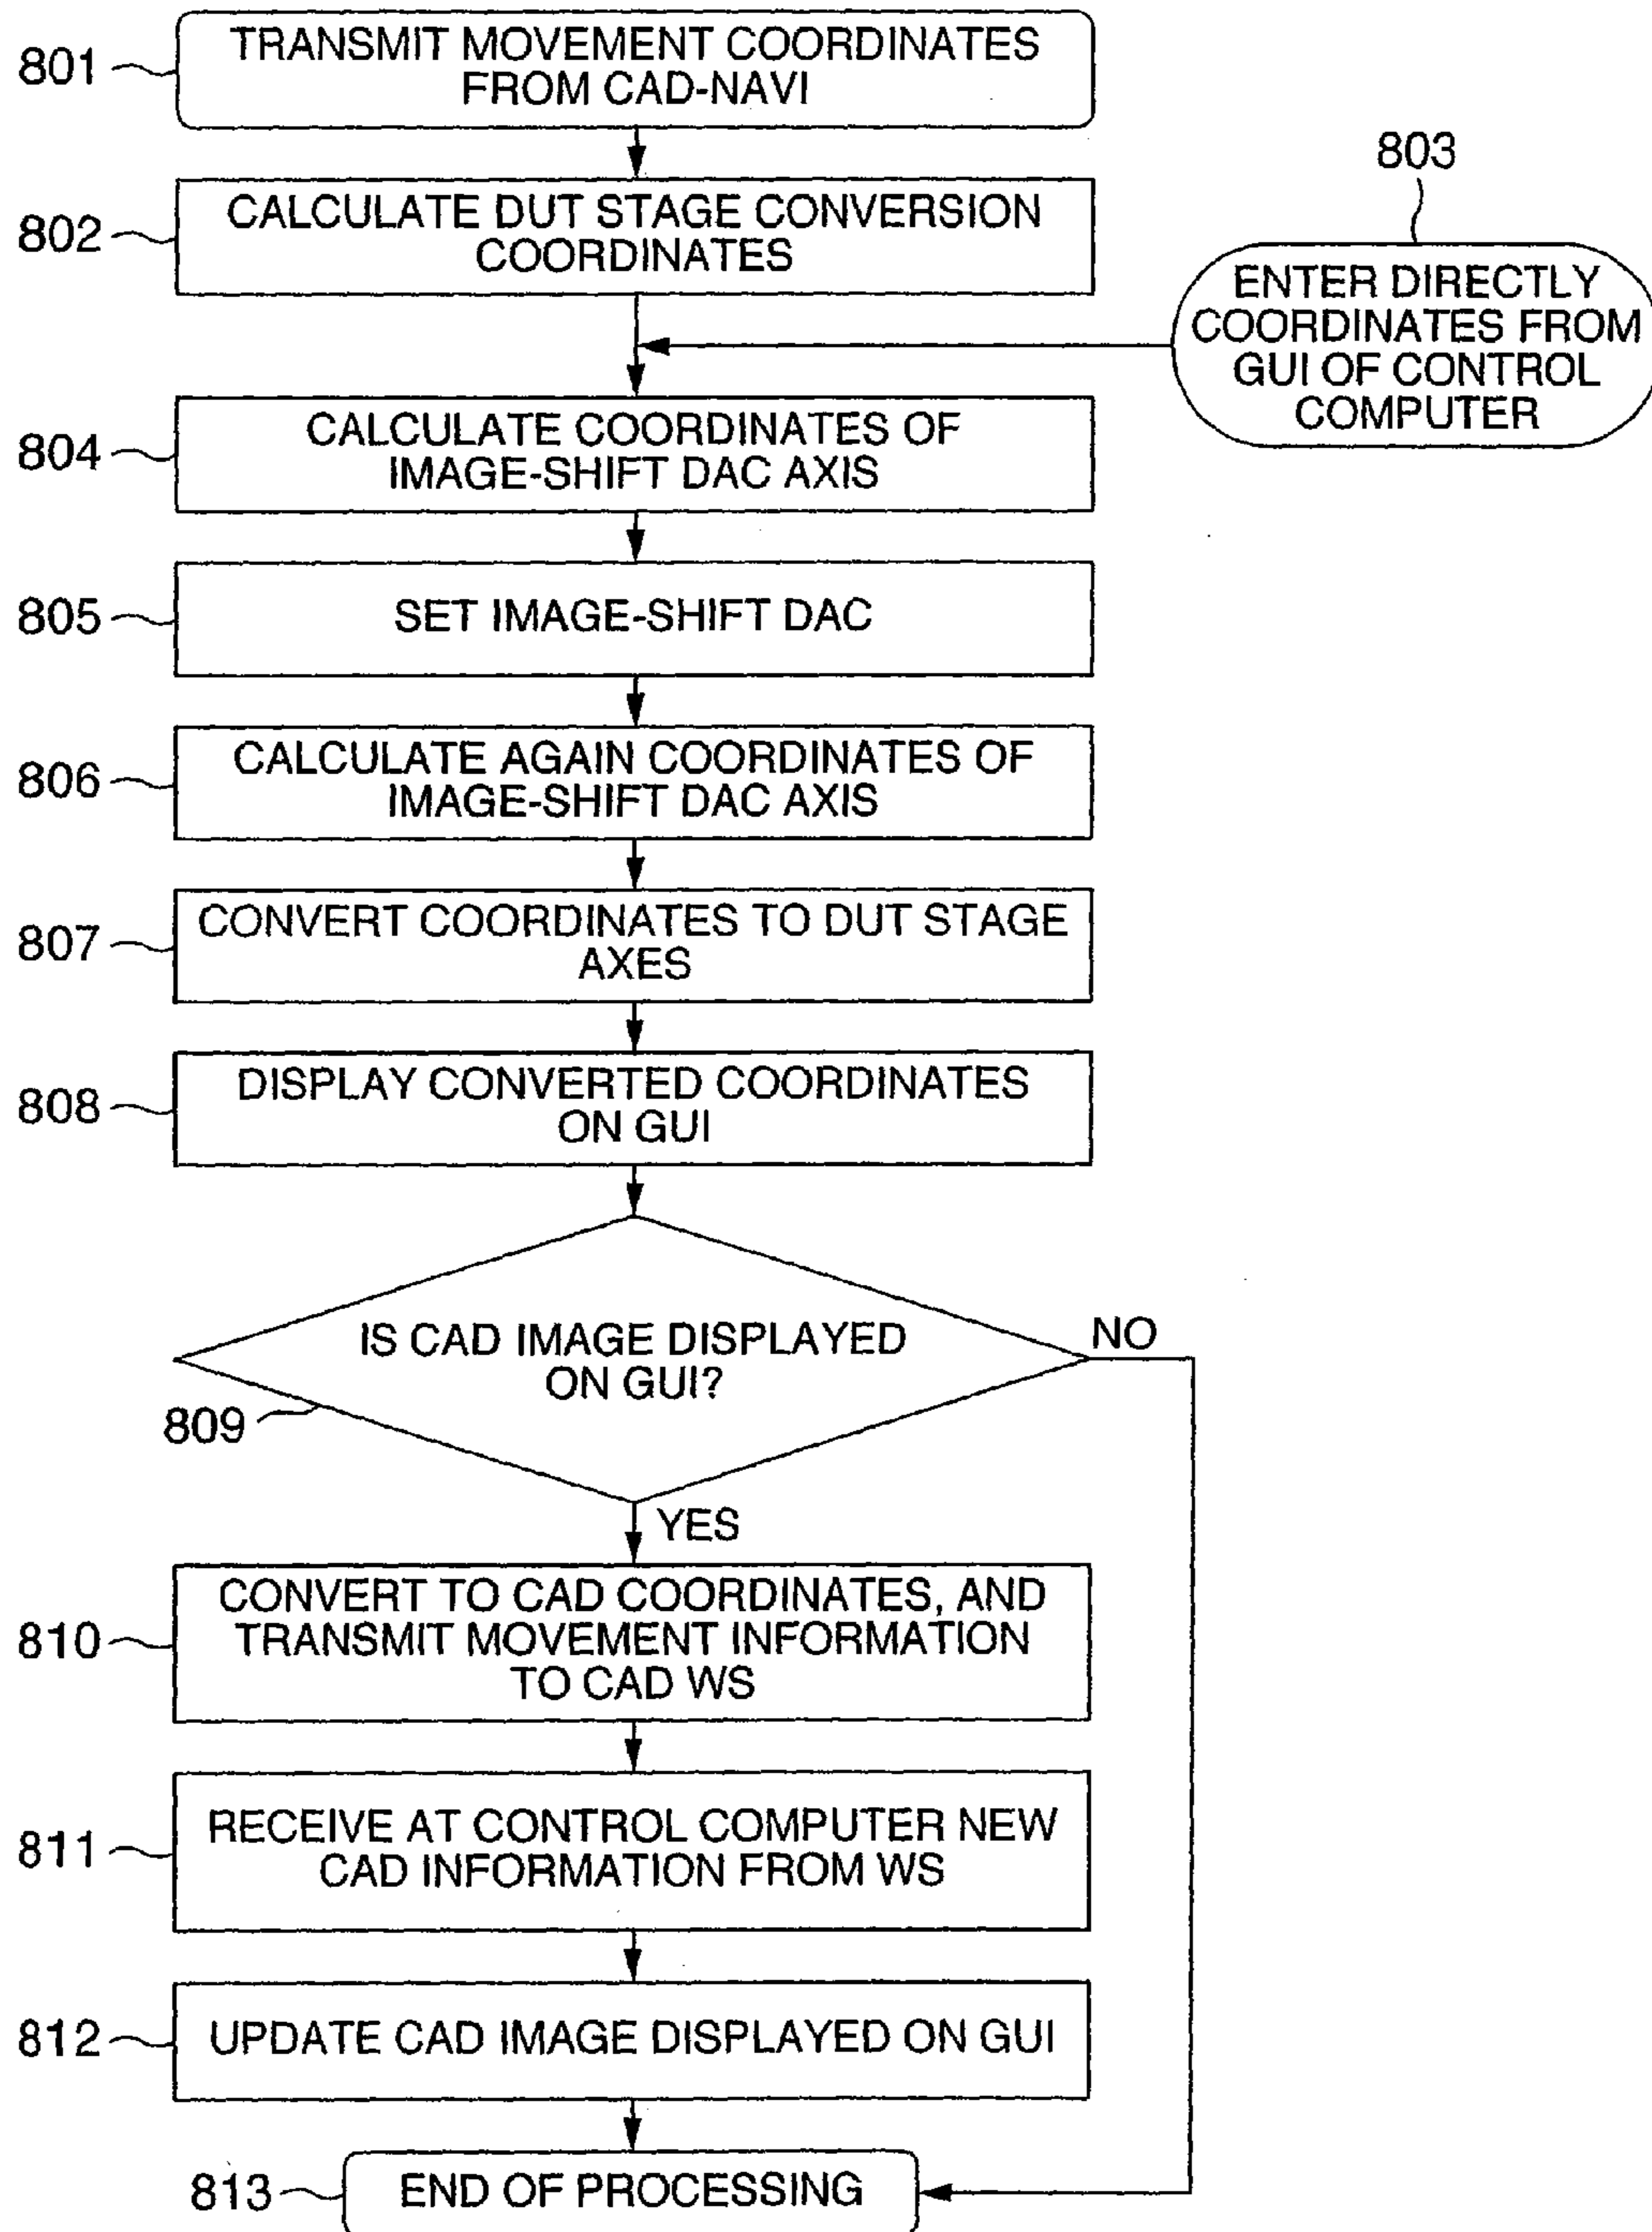 801
TRANSMIT MOVEMENT COORDINATES
FROM CAD-NAVI
802
CALCULATE DUT STAGE CONVERSION
COORDINATES
803
ENTER DIRECTLY
COORDINATES FROM
GUI OF CONTROL
COMPUTER
804
CALCULATE COORDINATES OF
IMAGE-SHIFT DAC AXIS
805
SET IMAGE-SHIFT DAC
806
CALCULATE AGAIN COORDINATES OF
IMAGE-SHIFT DAC AXIS
807
CONVERT COORDINATES TO DUT STAGE
AXES
808
DISPLAY CONVERTED COORDINATES
ON GUI
809
IS CAD IMAGE DISPLAYED
ON GUI?
NO
YES
810
CONVERT TO CAD COORDINATES, AND
TRANSMIT MOVEMENT INFORMATION
TO CAD WS
811
RECEIVE AT CONTROL COMPUTER NEW
CAD INFORMATION FROM WS
812
UPDATE CAD IMAGE DISPLAYED ON GUI
813
END OF PROCESSING